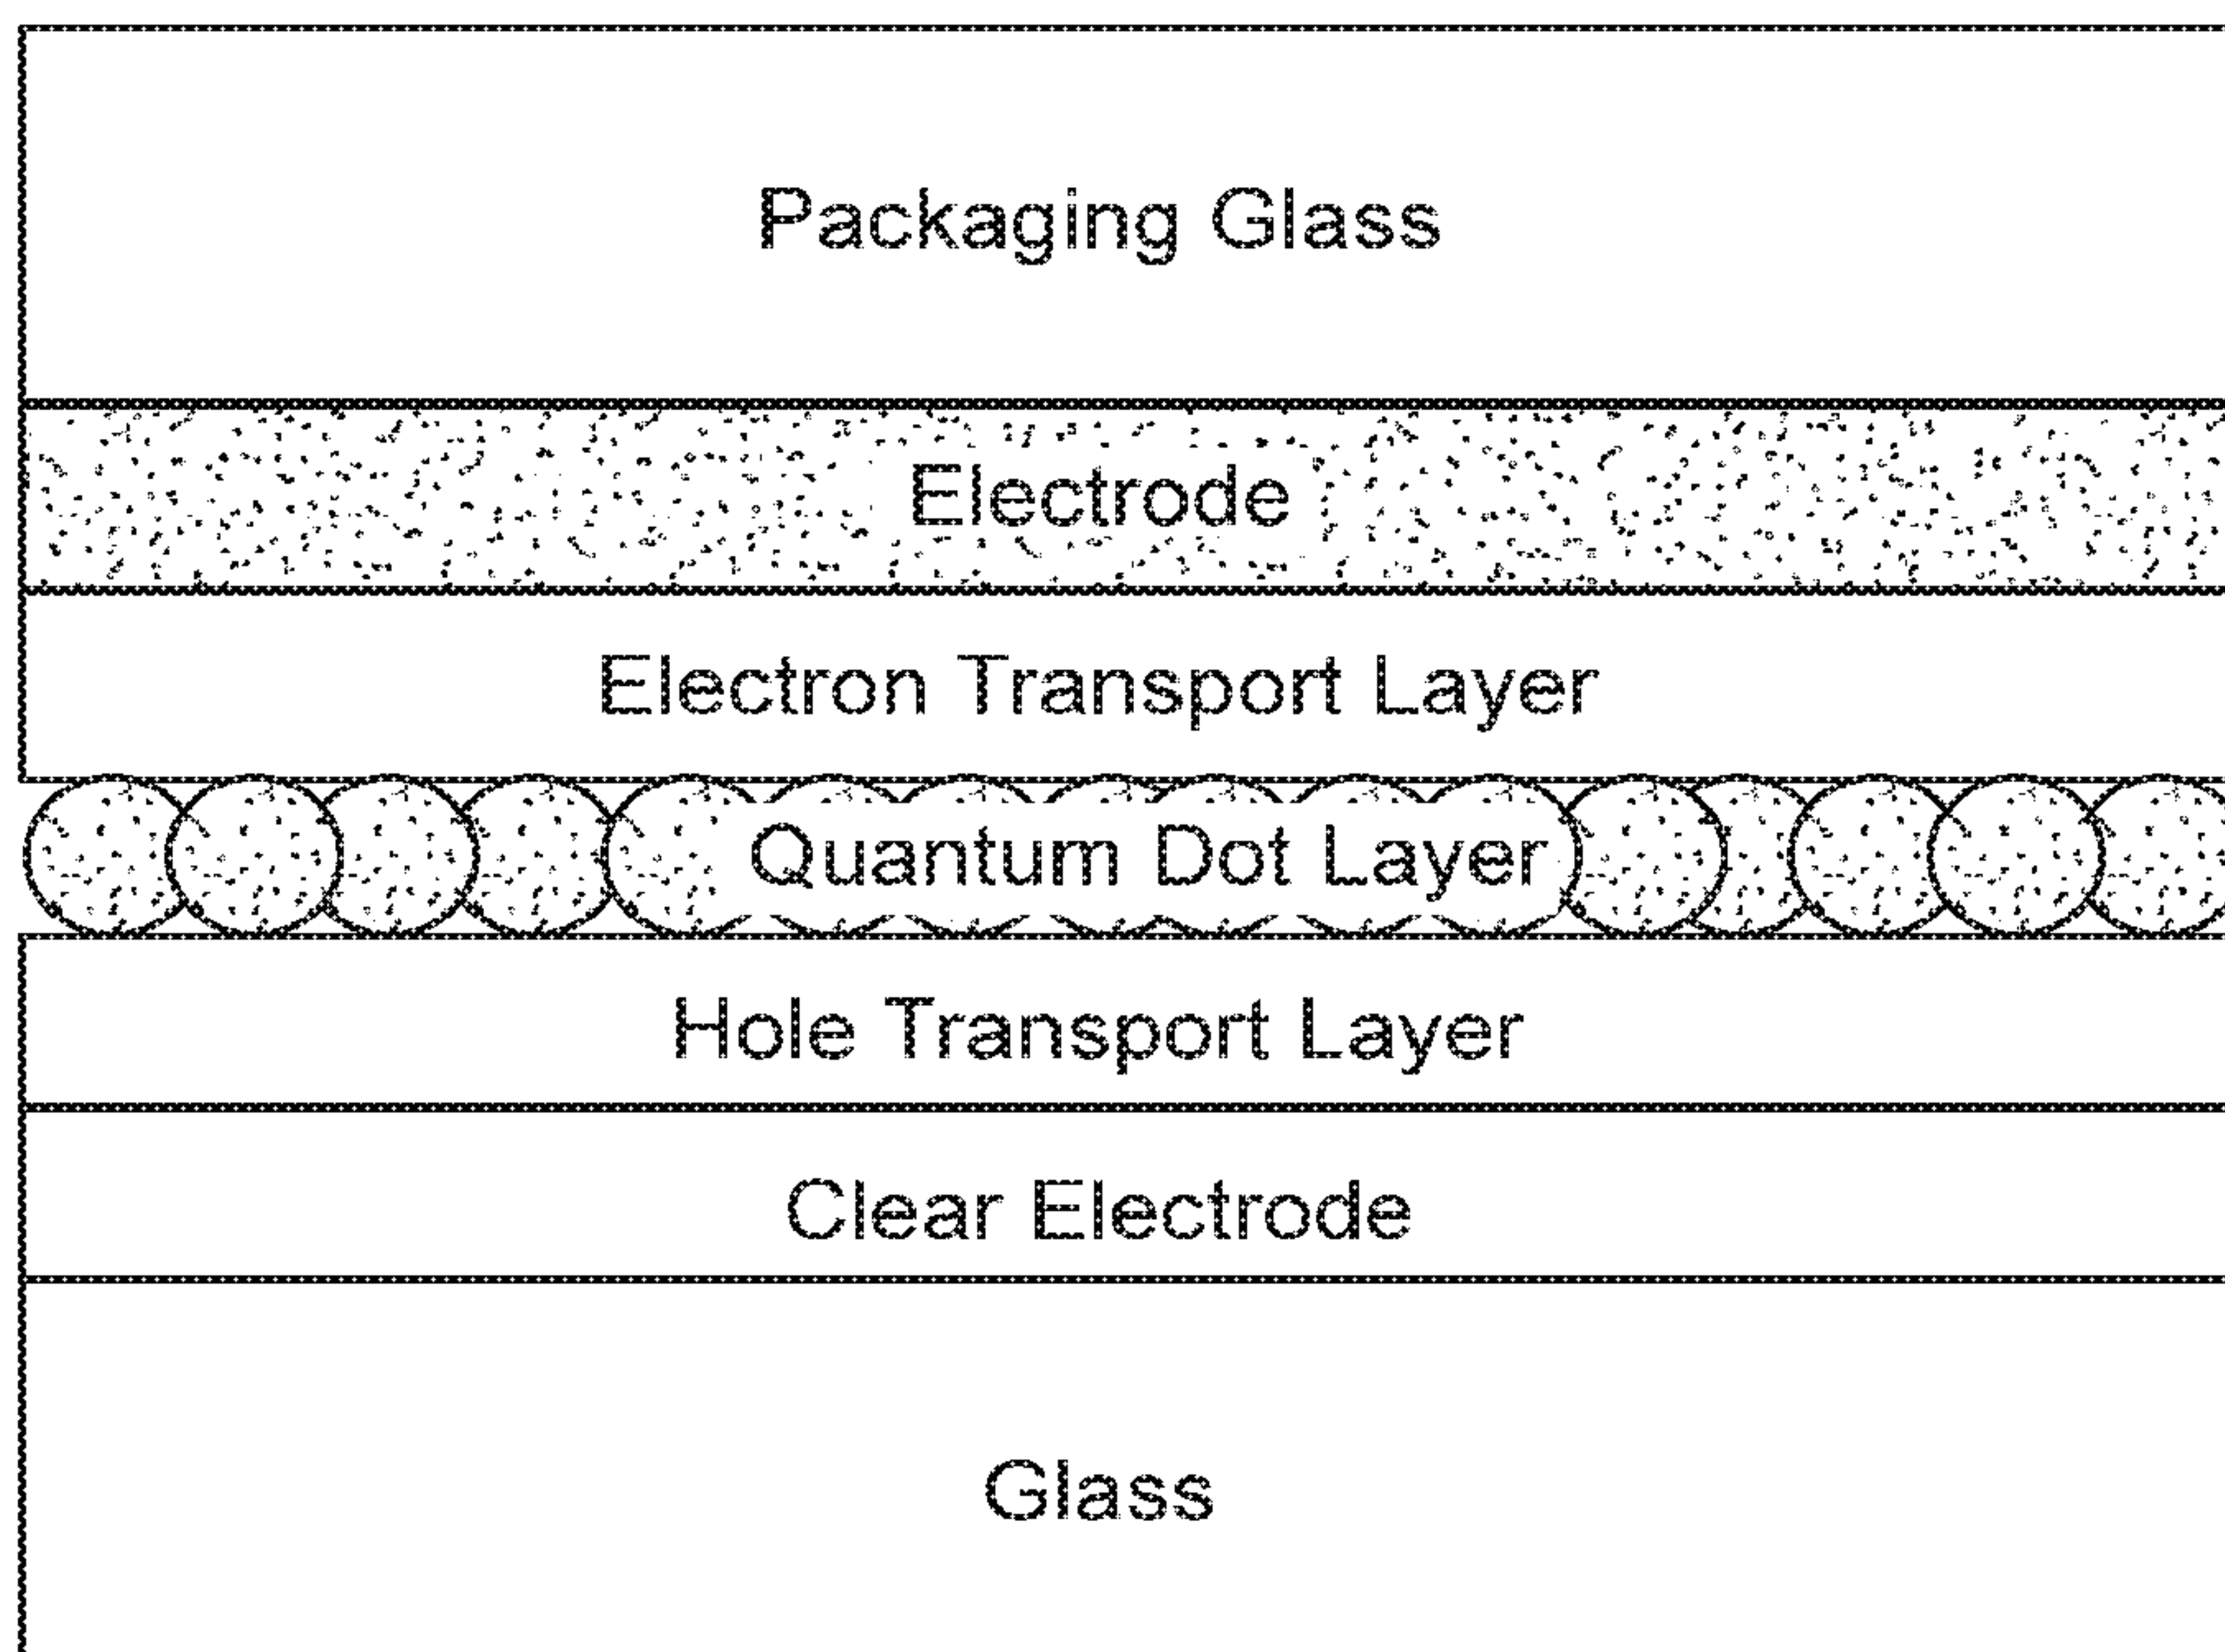 Packaging Glass
Electrode
Electron Transport Layer
Quantum Dot Layer
Hole Transport Layer
Clear Electrode
Glass